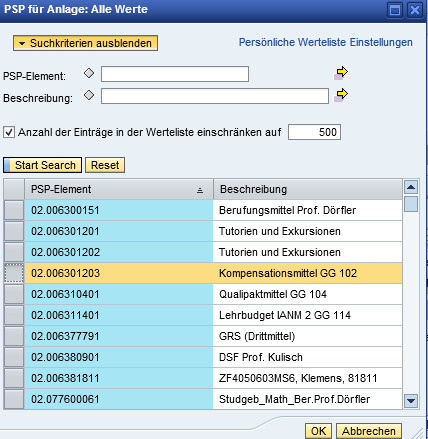 PSP für Anlage: Alle Werte
Suchkriterien ausblenden
Persönliche Werteliste Einstellungen
PSP-Element:
Beschreibung:
Anzahl der Einträge in der Werteliste einschränken auf 500
Start Search Reset
PSP-Element Beschreibung
02.006300151 Berufungsmittel Prof. Dörfler
02.006301201 Tutorien und Exkursionen
02.006301202 Tutorien und Exkursionen
02.006301203 Kompensationsmittel GG 102
02.006310401 Qualipaktmittel GG 104
02.006311401 Lehrbudget IANM 2 GG 114
02.006377791 GRS (Drittmittel)
02.006380901 DSF Prof. Kulisch
02.006381811 ZF4050603MS6, Klemens, 81811
02.077600061 Studgeb_Math_Ber.Prof.Dörfler
OK Abbrechen